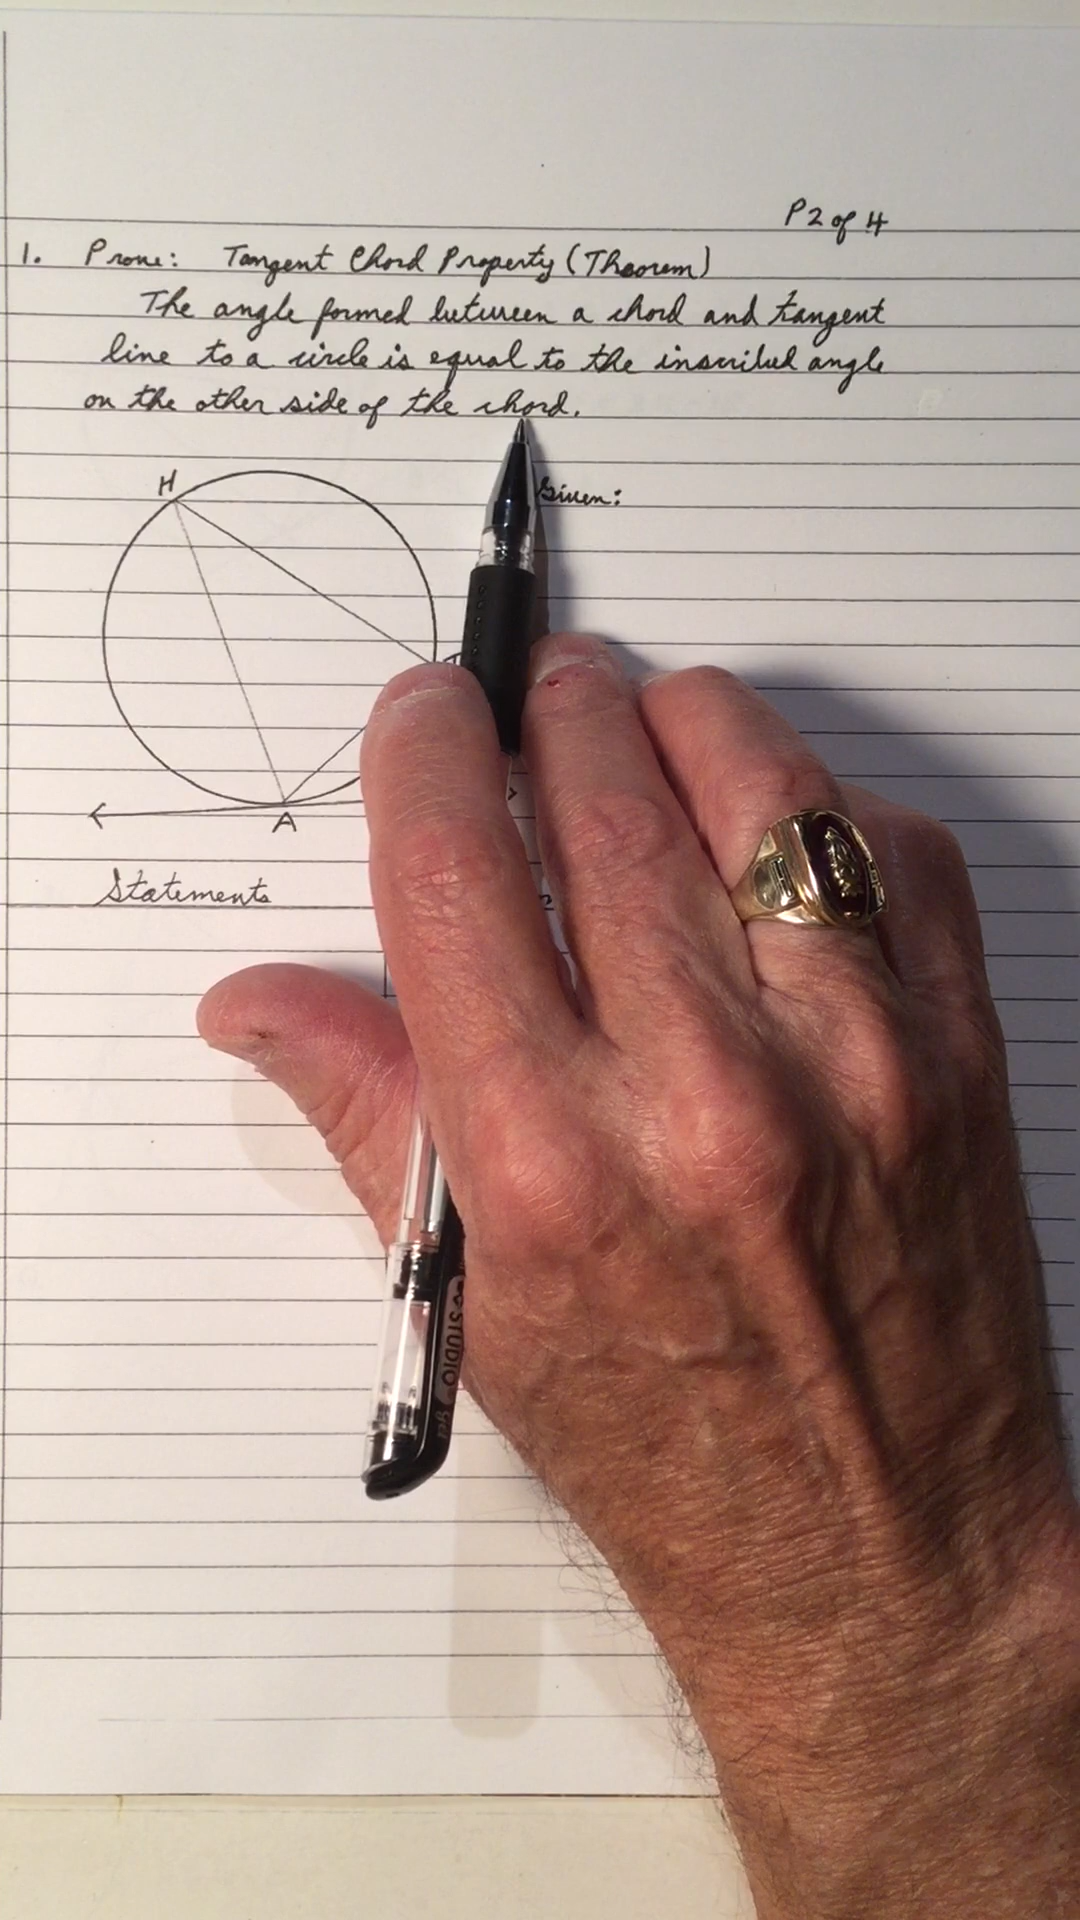 P2 of 4
1. Prove: Tangent Chord Property (Theorem)
The angle formed between a chord and tangent
line to a circle is equal to the inscribed angle
on the other side of the chord.
H
Given:
A
Statements
STUDIO
gel